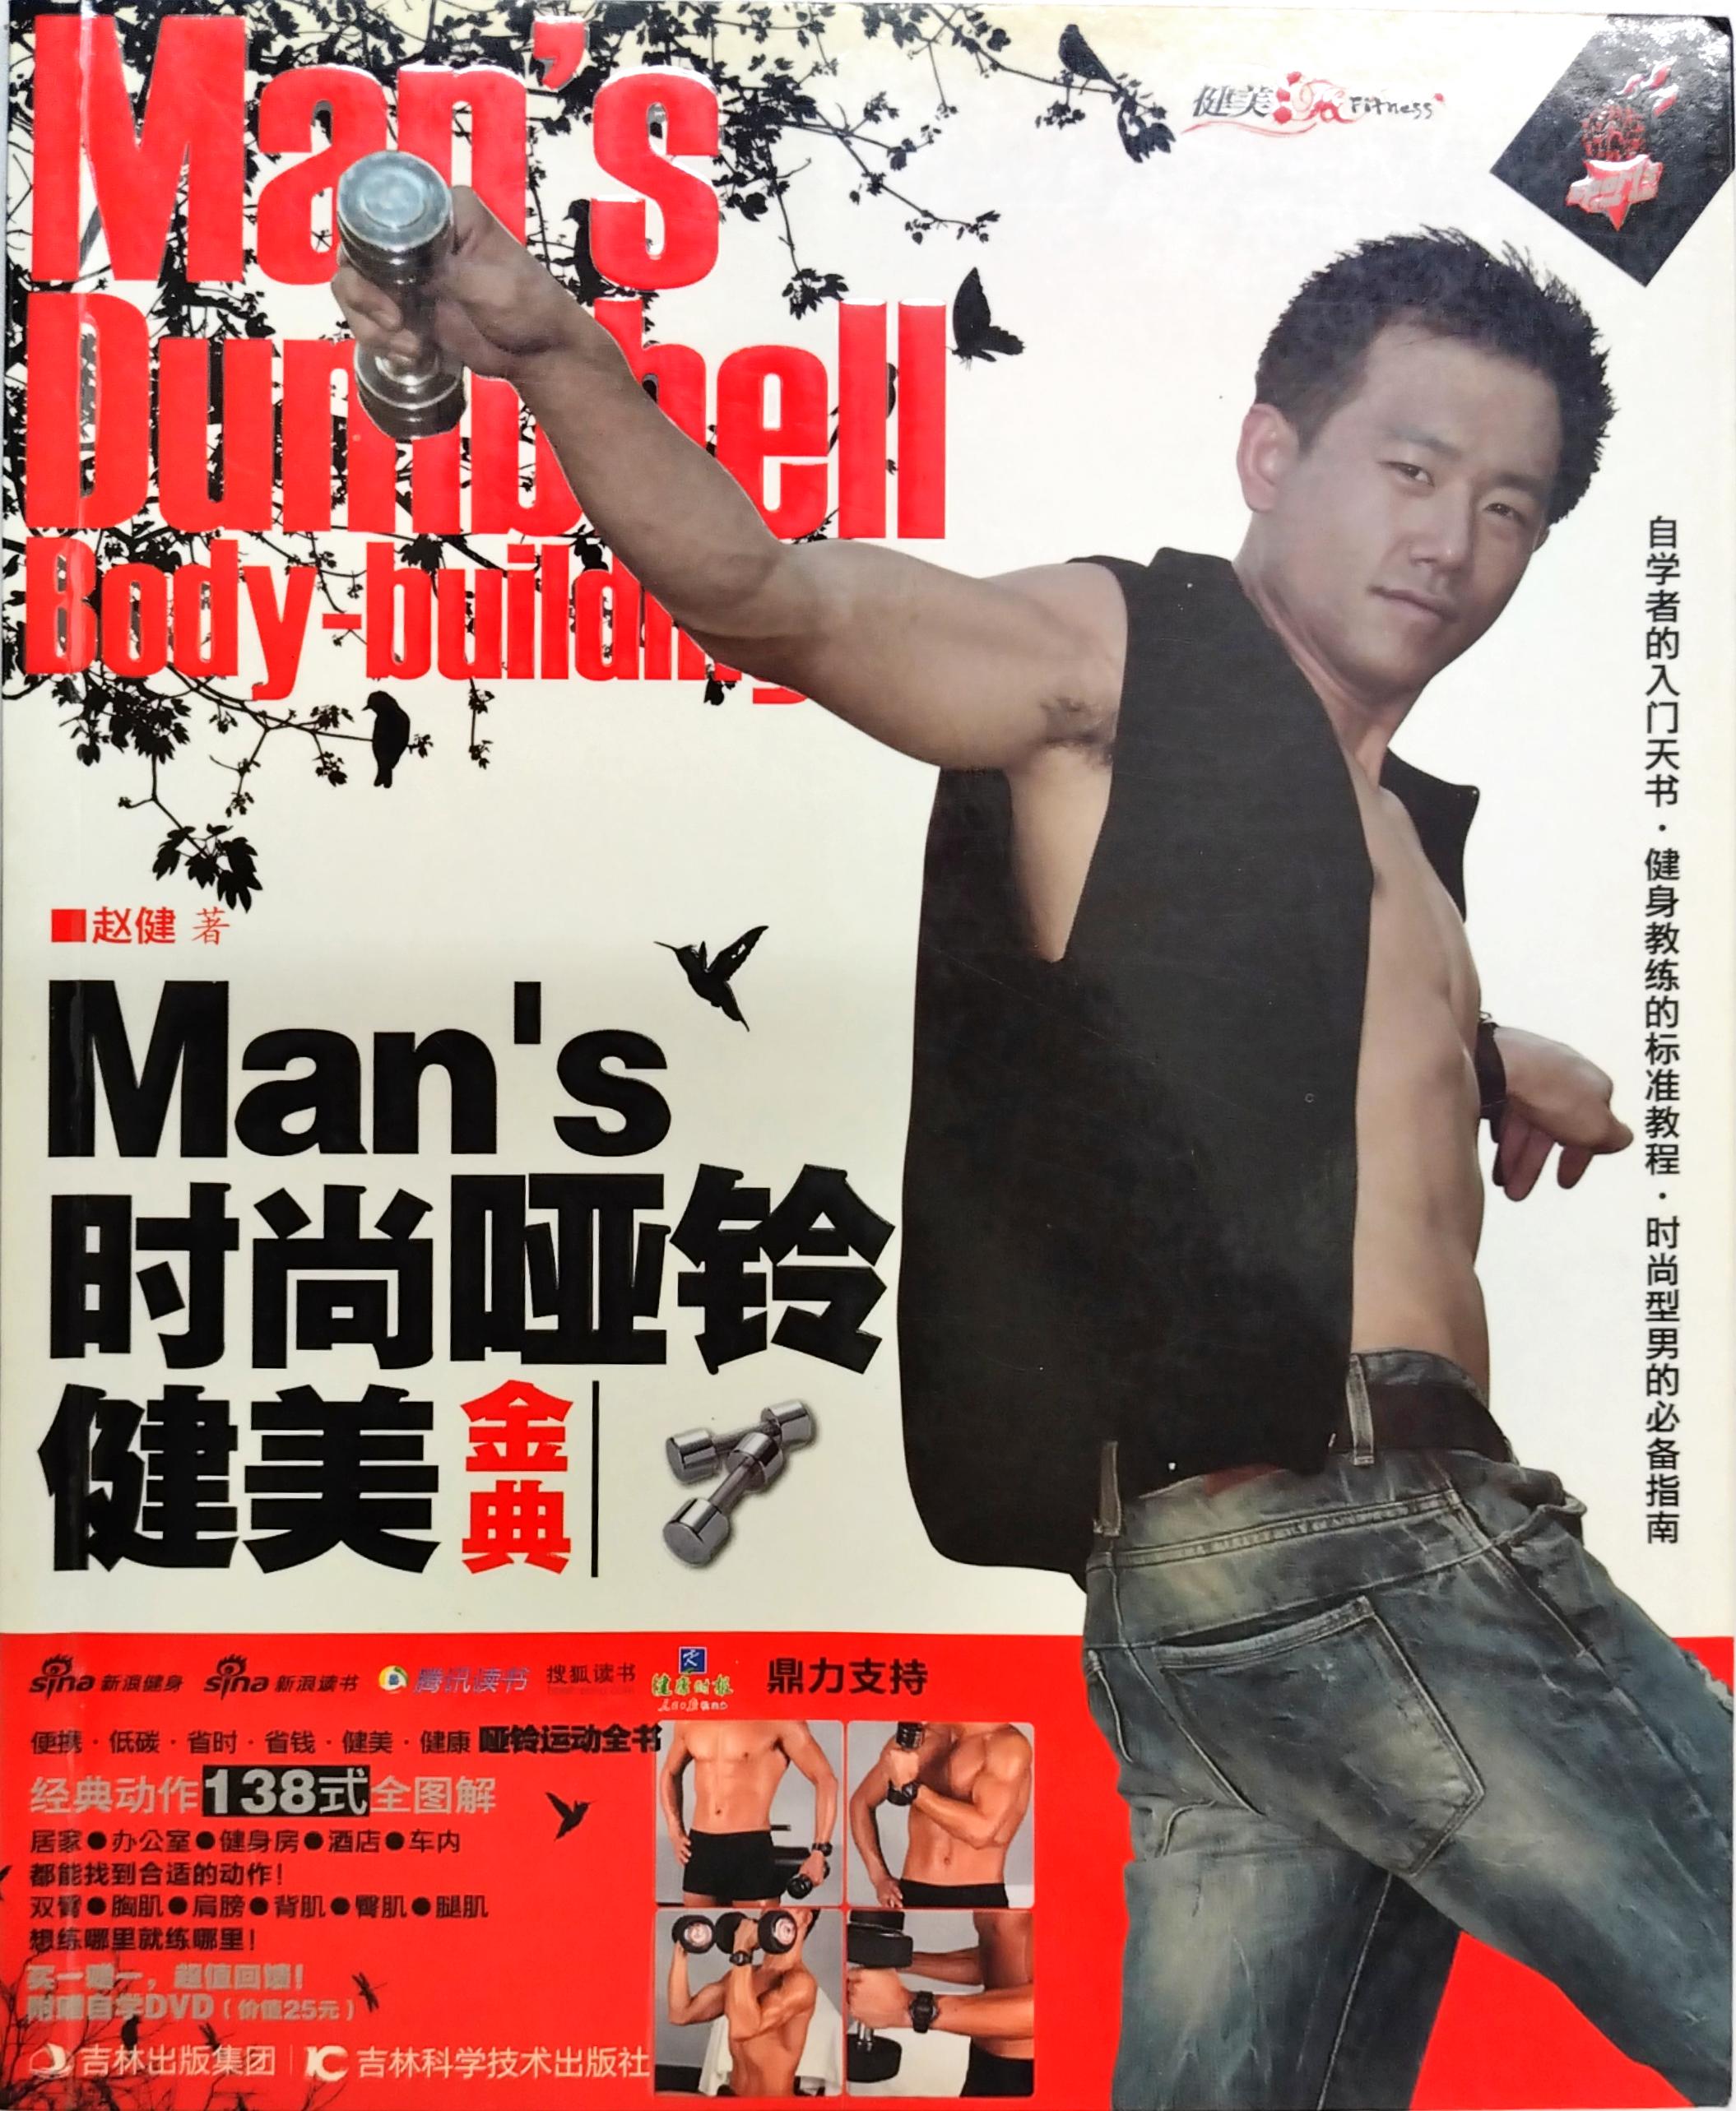 Man's
Dumbbell
Body-building
健美 Fitness
自学者的入门天书·健身教练的标准教程·时尚型男的必备指南
赵健 著
Man's
时尚哑铃
健美金典
sina 新浪健身 sina 新浪读书 腾讯读书 搜狐读书 健康时报 鼎力支持
便携·低碳·省时·省钱·健美·健康 哑铃运动全书
经典动作138式全图解
居家●办公室●健身房●酒店●车内
都能找到合适的动作！
双臂●胸肌●肩膀●背肌●臀肌●腿肌
想练哪里就练哪里！
买一赠一，超值回馈！
附赠自学DVD（价值25元）
吉林出版集团 吉林科学技术出版社